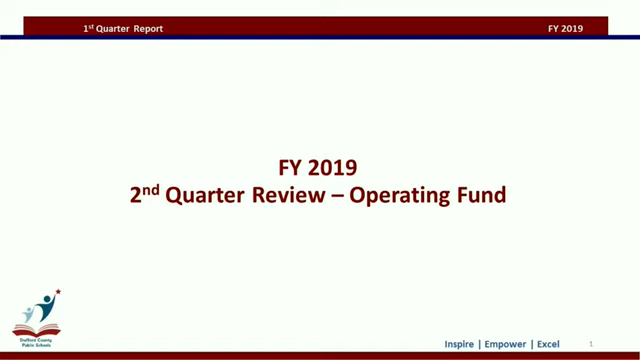 1st Quarter Report FY 2019
FY 2019
2nd Quarter Review – Operating Fund
Stafford County
Public Schools
Inspire | Empower | Excel 1